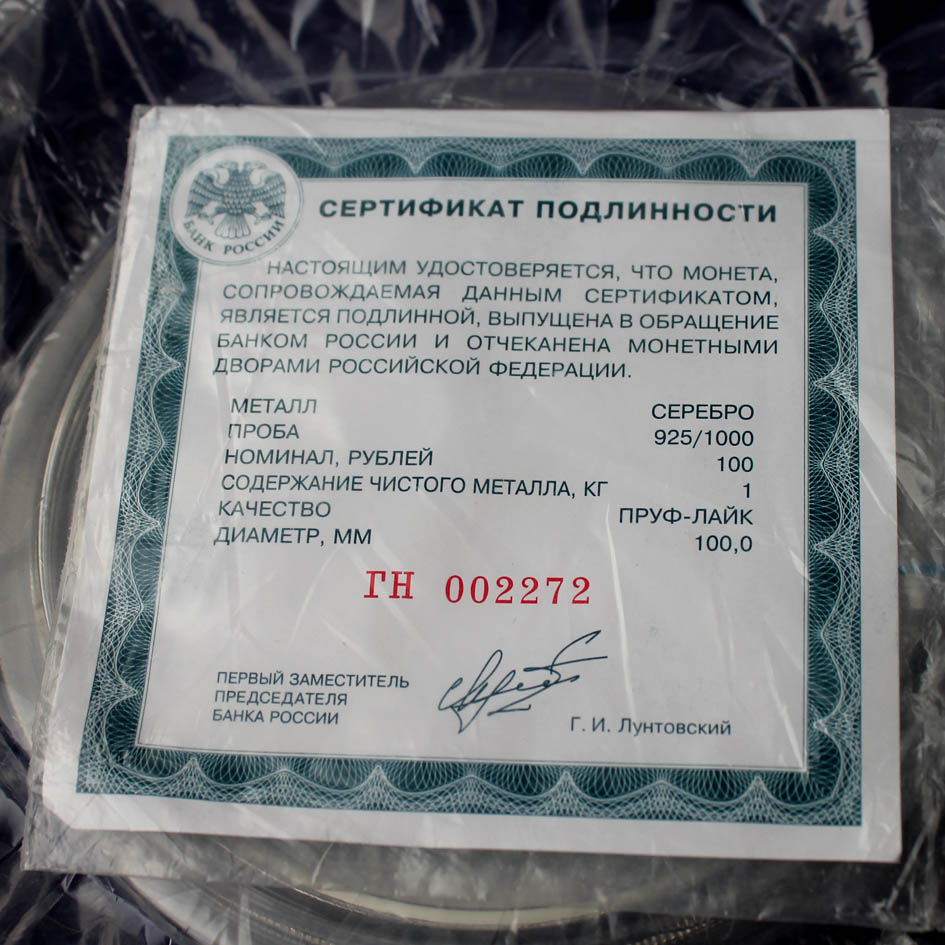 БАНК РОССИИ
СЕРТИФИКАТ ПОДЛИННОСТИ
НАСТОЯЩИМ УДОСТОВЕРЯЕТСЯ, ЧТО МОНЕТА,
СОПРОВОЖДАЕМАЯ ДАННЫМ СЕРТИФИКАТОМ,
ЯВЛЯЕТСЯ ПОДЛИННОЙ, ВЫПУЩЕНА В ОБРАЩЕНИЕ
БАНКОМ РОССИИ И ОТЧЕКАНЕНА МОНЕТНЫМИ
ДВОРАМИ РОССИЙСКОЙ ФЕДЕРАЦИИ.
МЕТАЛЛ СЕРЕБРО
ПРОБА 925/1000
НОМИНАЛ, РУБЛЕЙ 100
СОДЕРЖАНИЕ ЧИСТОГО МЕТАЛЛА, КГ 1
КАЧЕСТВО ПРУФ-ЛАЙК
ДИАМЕТР, ММ 100,0
ГН 002272
ПЕРВЫЙ ЗАМЕСТИТЕЛЬ
ПРЕДСЕДАТЕЛЯ
БАНКА РОССИИ
Г. И. Лунтовский